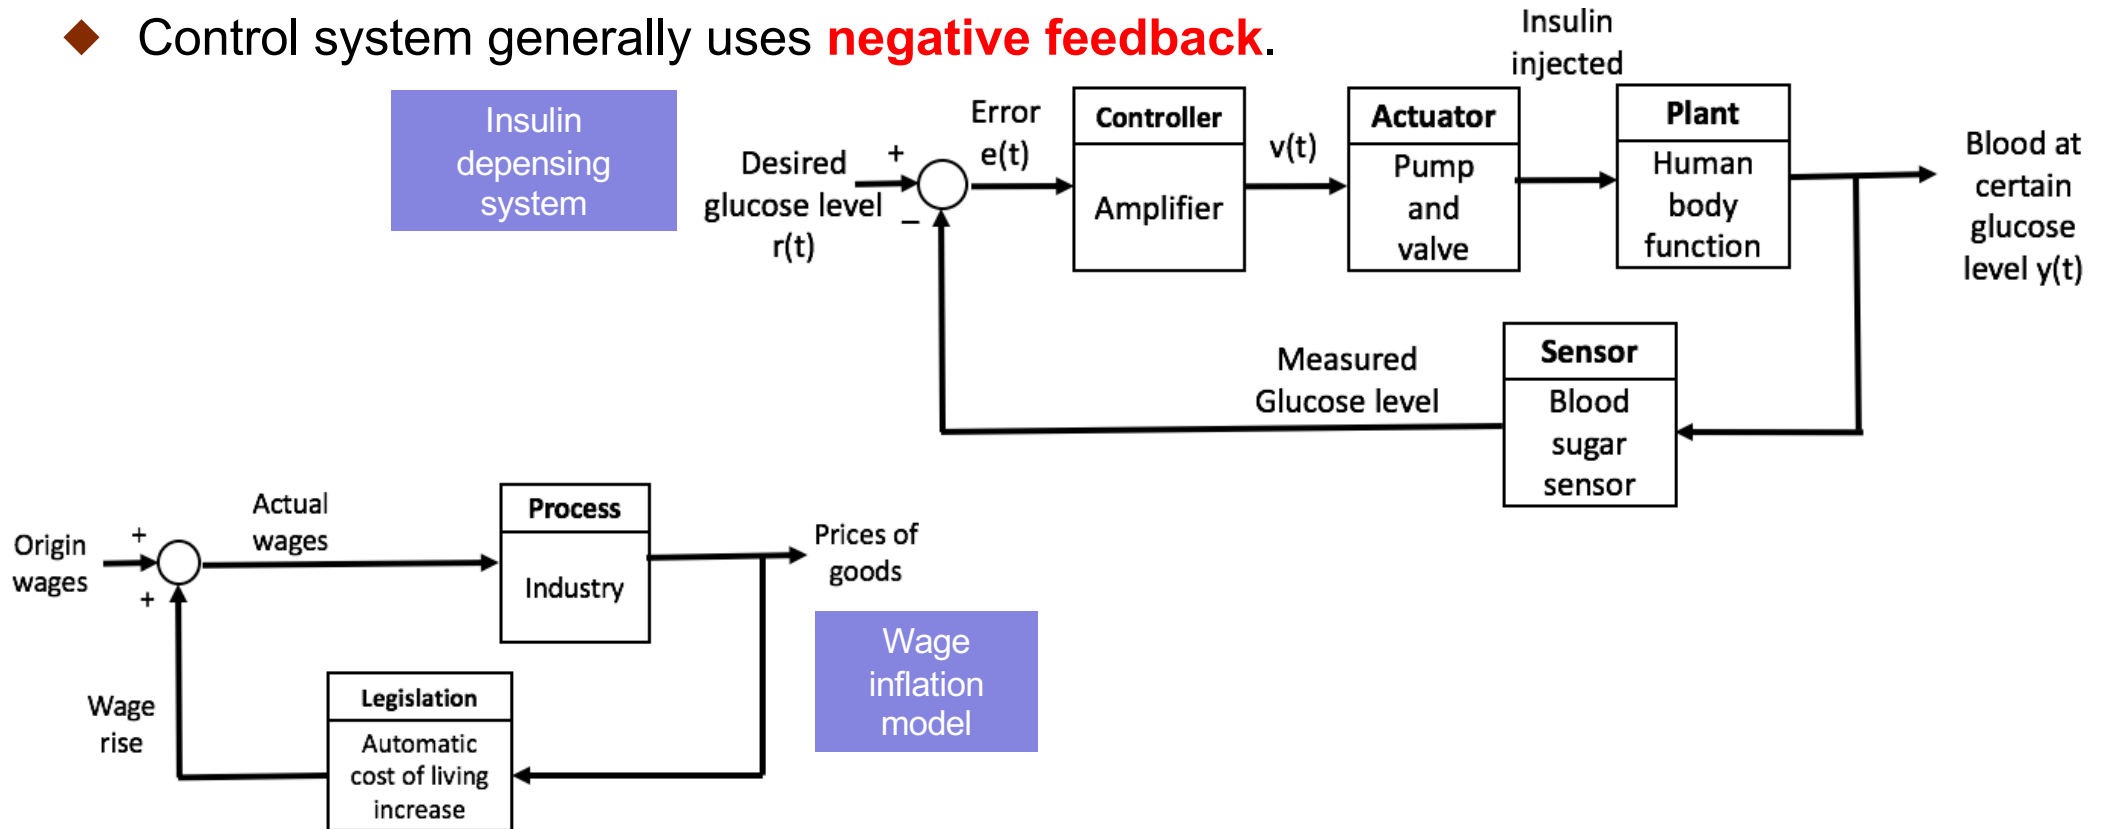 ◆ Control system generally uses negative feedback.
Insulin
depensing
system
Desired
glucose level
r(t)
+
−
Error
e(t)
Controller
Amplifier
v(t)
Actuator
Pump
and
valve
Insulin
injected
Plant
Human
body
function
Blood at
certain
glucose
level y(t)
Measured
Glucose level
Sensor
Blood
sugar
sensor
Origin
wages
+
+
Actual
wages
Process
Industry
Prices of
goods
Wage
inflation
model
Wage
rise
Legislation
Automatic
cost of living
increase